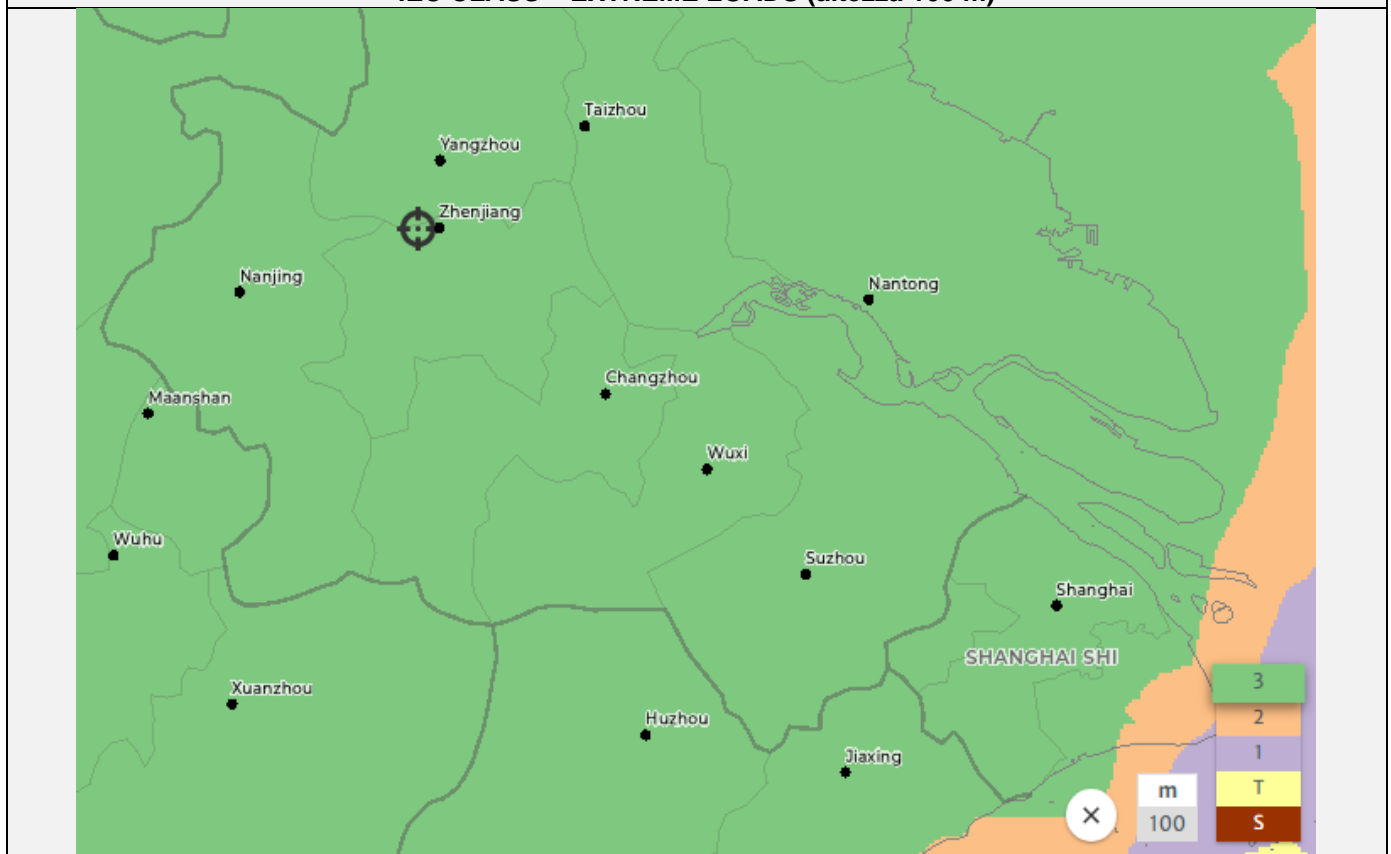 Taizhou
Yangzhou
Zhenjiang
Nanjing
Nantong
Changzhou
Maanshan
Wuxi
Wuhu
Suzhou
Shanghai
SHANGHAI SHI
Xuanzhou
Huzhou
Jiaxing
3
2
1
T
S
m
100